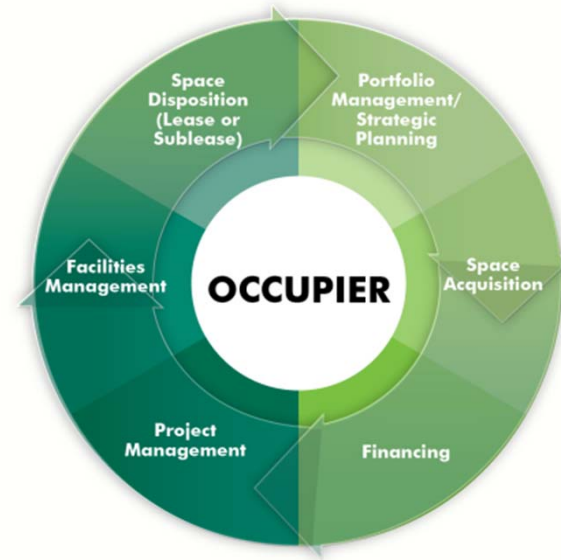 Space
Disposition
(Lease or
Sublease)
Portfolio
Management/
Strategic
Planning
Space
Acquisition
Financing
Project
Management
Facilities
Management
OCCUPIER